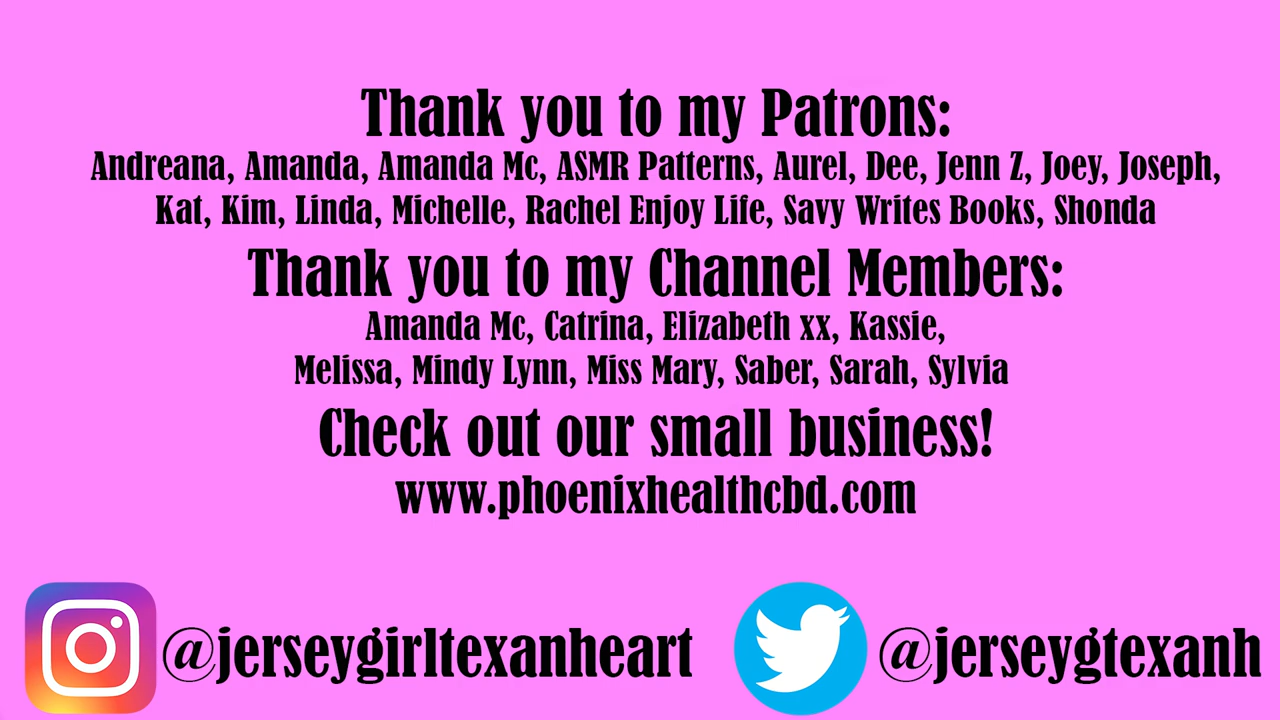 Thank you to my Patrons:
Andreana, Amanda, Amanda Mc, ASMR Patterns, Aurel, Dee, Jenn Z, Joey, Joseph,
Kat, Kim, Linda, Michelle, Rachel Enjoy Life, Savy Writes Books, Shonda
Thank you to my Channel Members:
Amanda Mc, Catrina, Elizabeth xx, Kassie,
Melissa, Mindy Lynn, Miss Mary, Saber, Sarah, Sylvia
Check out our small business!
www.phoenixhealthcbd.com
@jerseygirltexanheart @jerseygtexanh